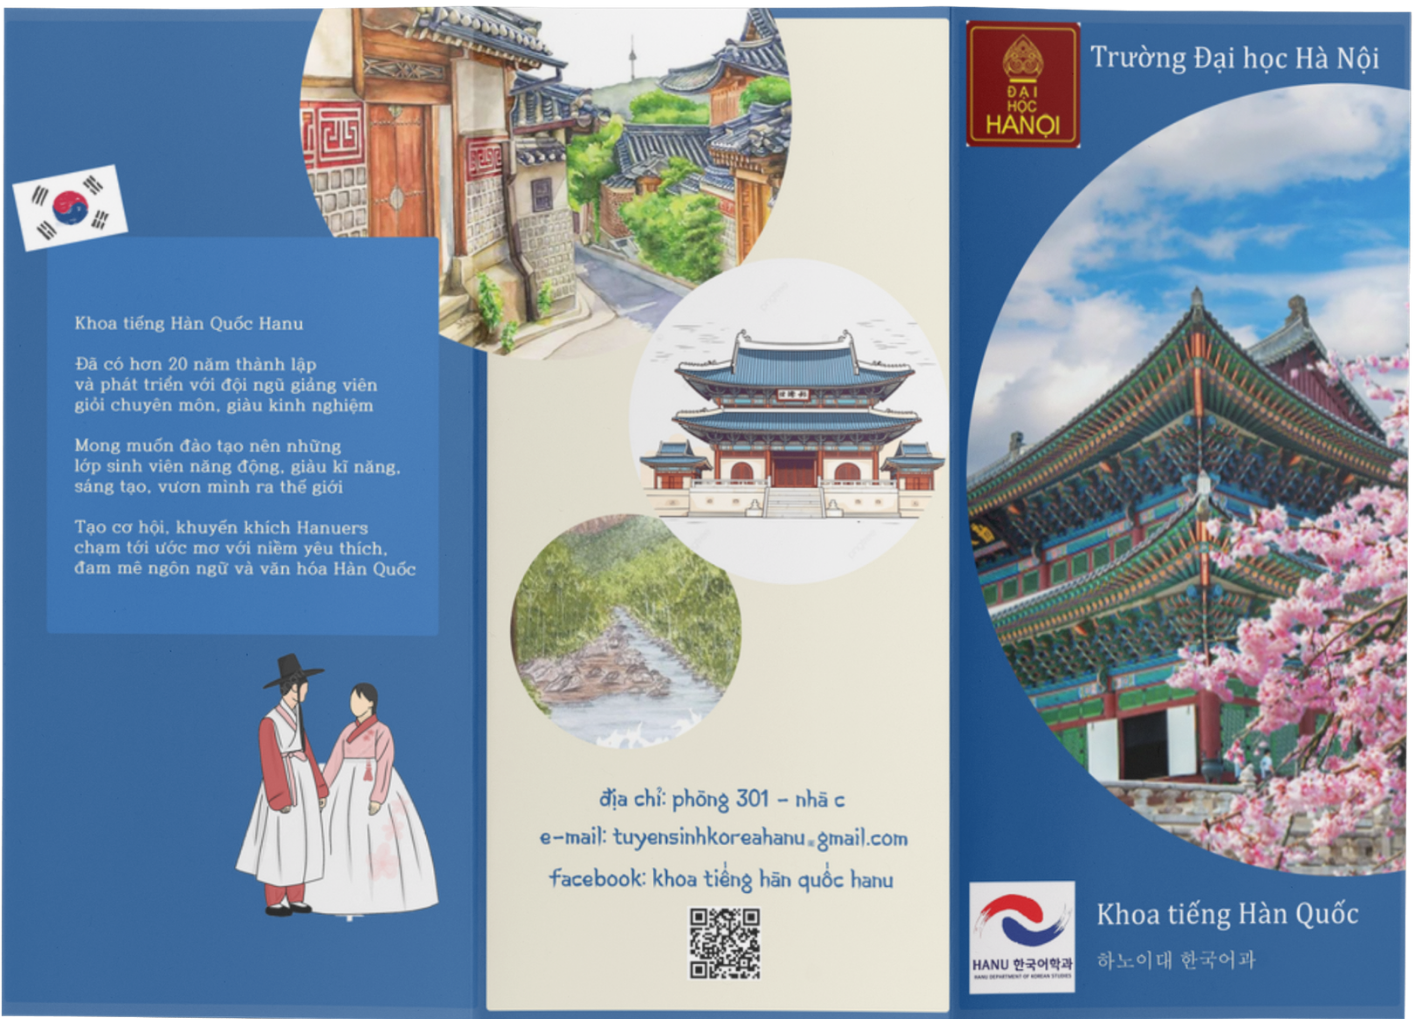 Khoa tiếng Hàn Quốc Hanu
Đã có hơn 20 năm thành lập
và phát triển với đội ngũ giảng viên
giỏi chuyên môn, giàu kinh nghiệm
Mong muốn đào tạo nên những
lớp sinh viên năng động, giàu kĩ năng,
sáng tạo, vươn mình ra thế giới
Tạo cơ hội, khuyến khích Hanuers
chạm tới ước mơ với niềm yêu thích,
đam mê ngôn ngữ và văn hóa Hàn Quốc
địa chỉ: phòng 301 - nhà c
e-mail: tuyensinhkoreahanu@gmail.com
facebook: khoa tiếng hàn quốc hanu
ĐẠI
HỌC
HANỘI
Trường Đại học Hà Nội
HANU 한국어학과
HANU DEPARTMENT OF KOREAN STUDIES
Khoa tiếng Hàn Quốc
하노이대 한국어과